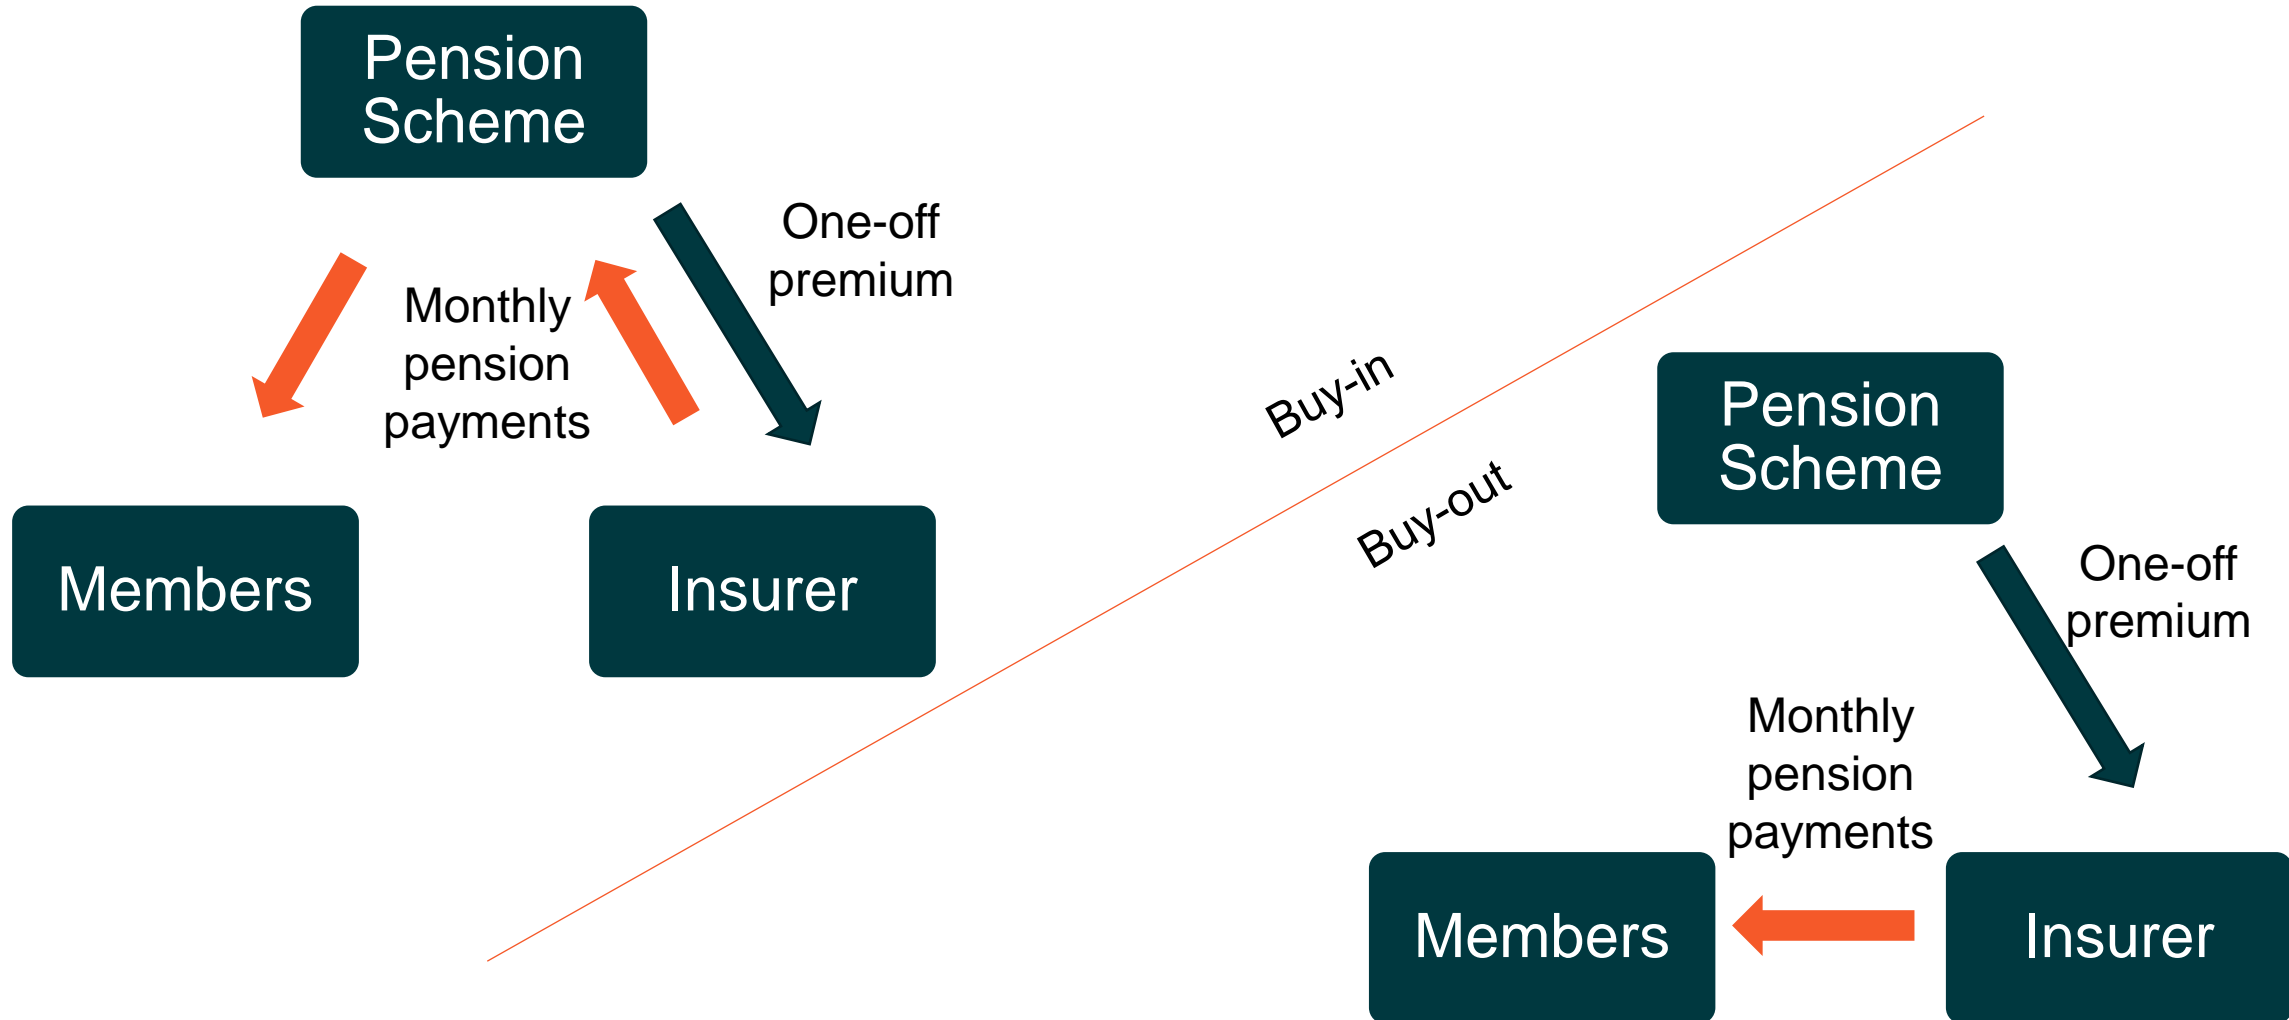 Pension
Scheme
One-off
premium
Monthly
pension
payments
Members
Insurer
Buy-in
Buy-out
Pension
Scheme
One-off
premium
Monthly
pension
payments
Members
Insurer